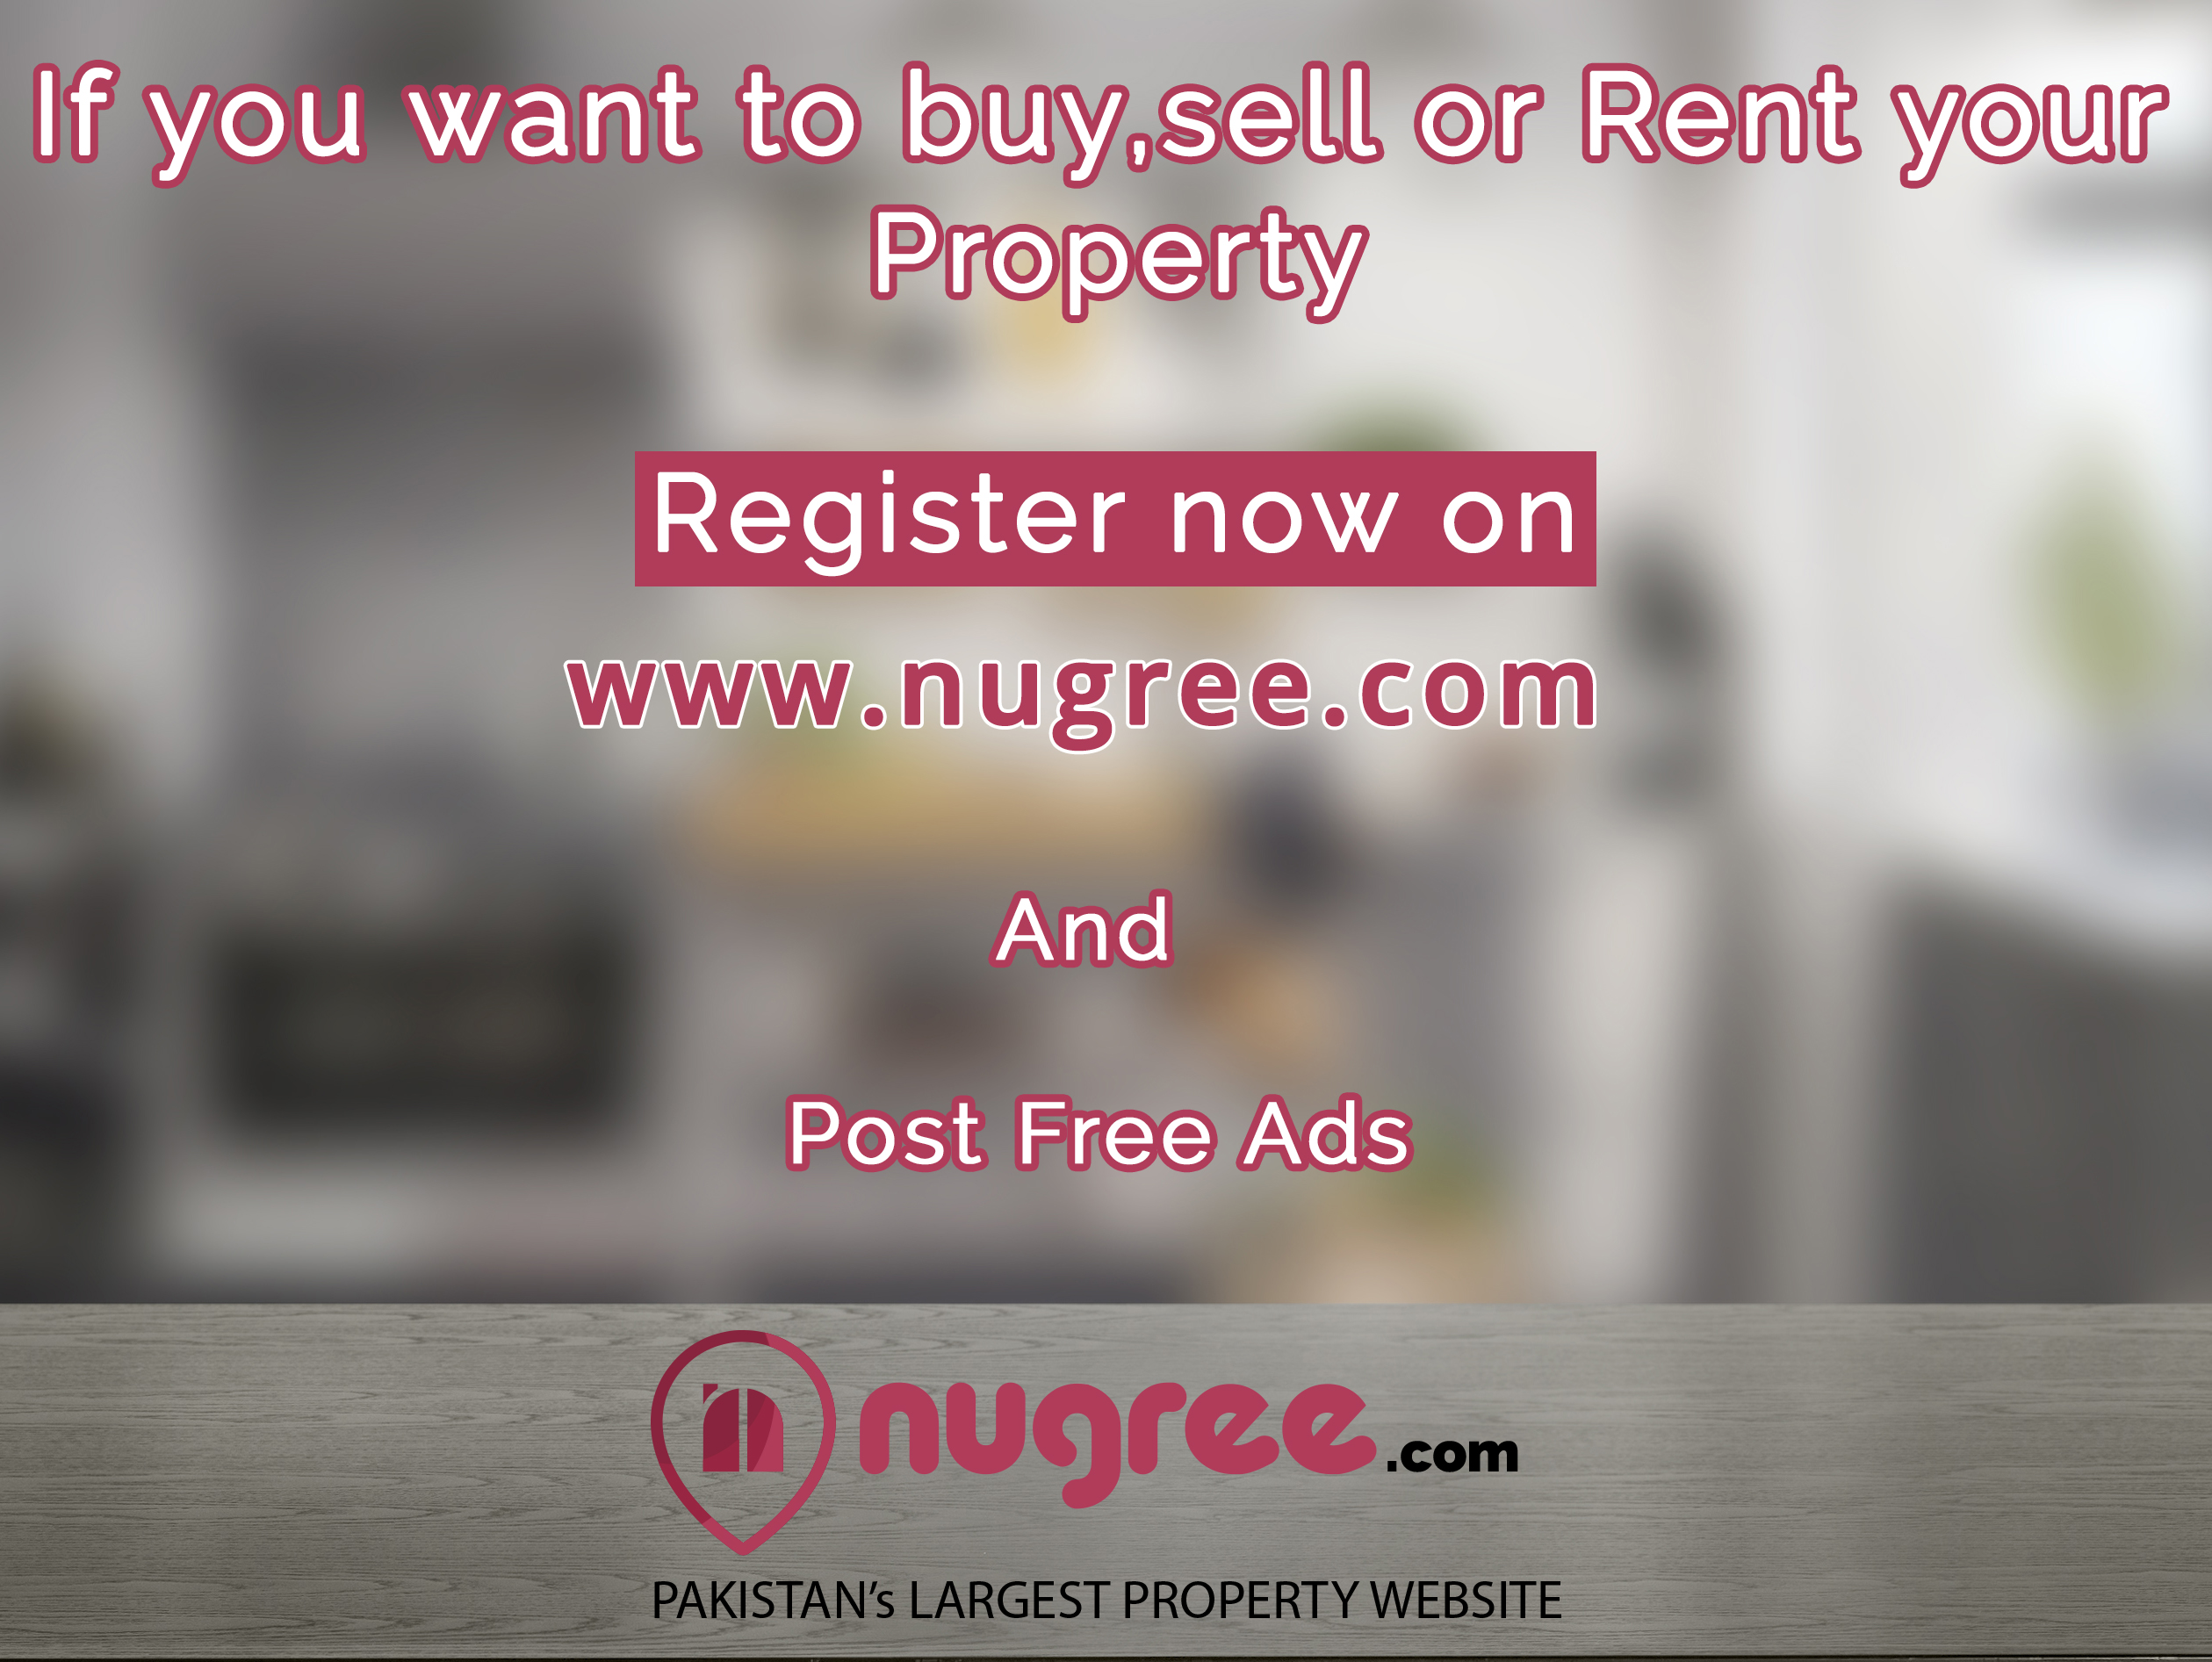 If you want to buy,sell or Rent your
Property
Register now on
www.nugree.com
And
Post Free Ads
nugree.com
PAKISTAN's LARGEST PROPERTY WEBSITE